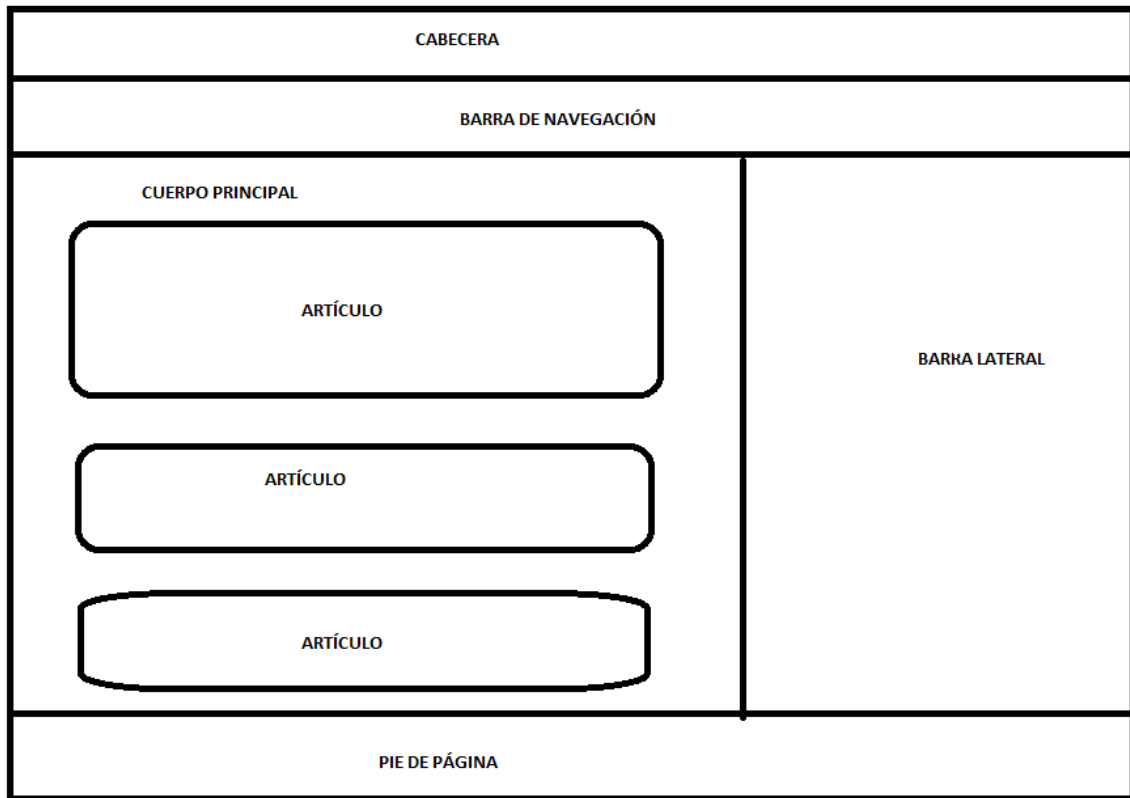 CABECERA
BARRA DE NAVEGACIÓN
CUERPO PRINCIPAL
ARTÍCULO
BARRA LATERAL
ARTÍCULO
ARTÍCULO
PIE DE PÁGINA